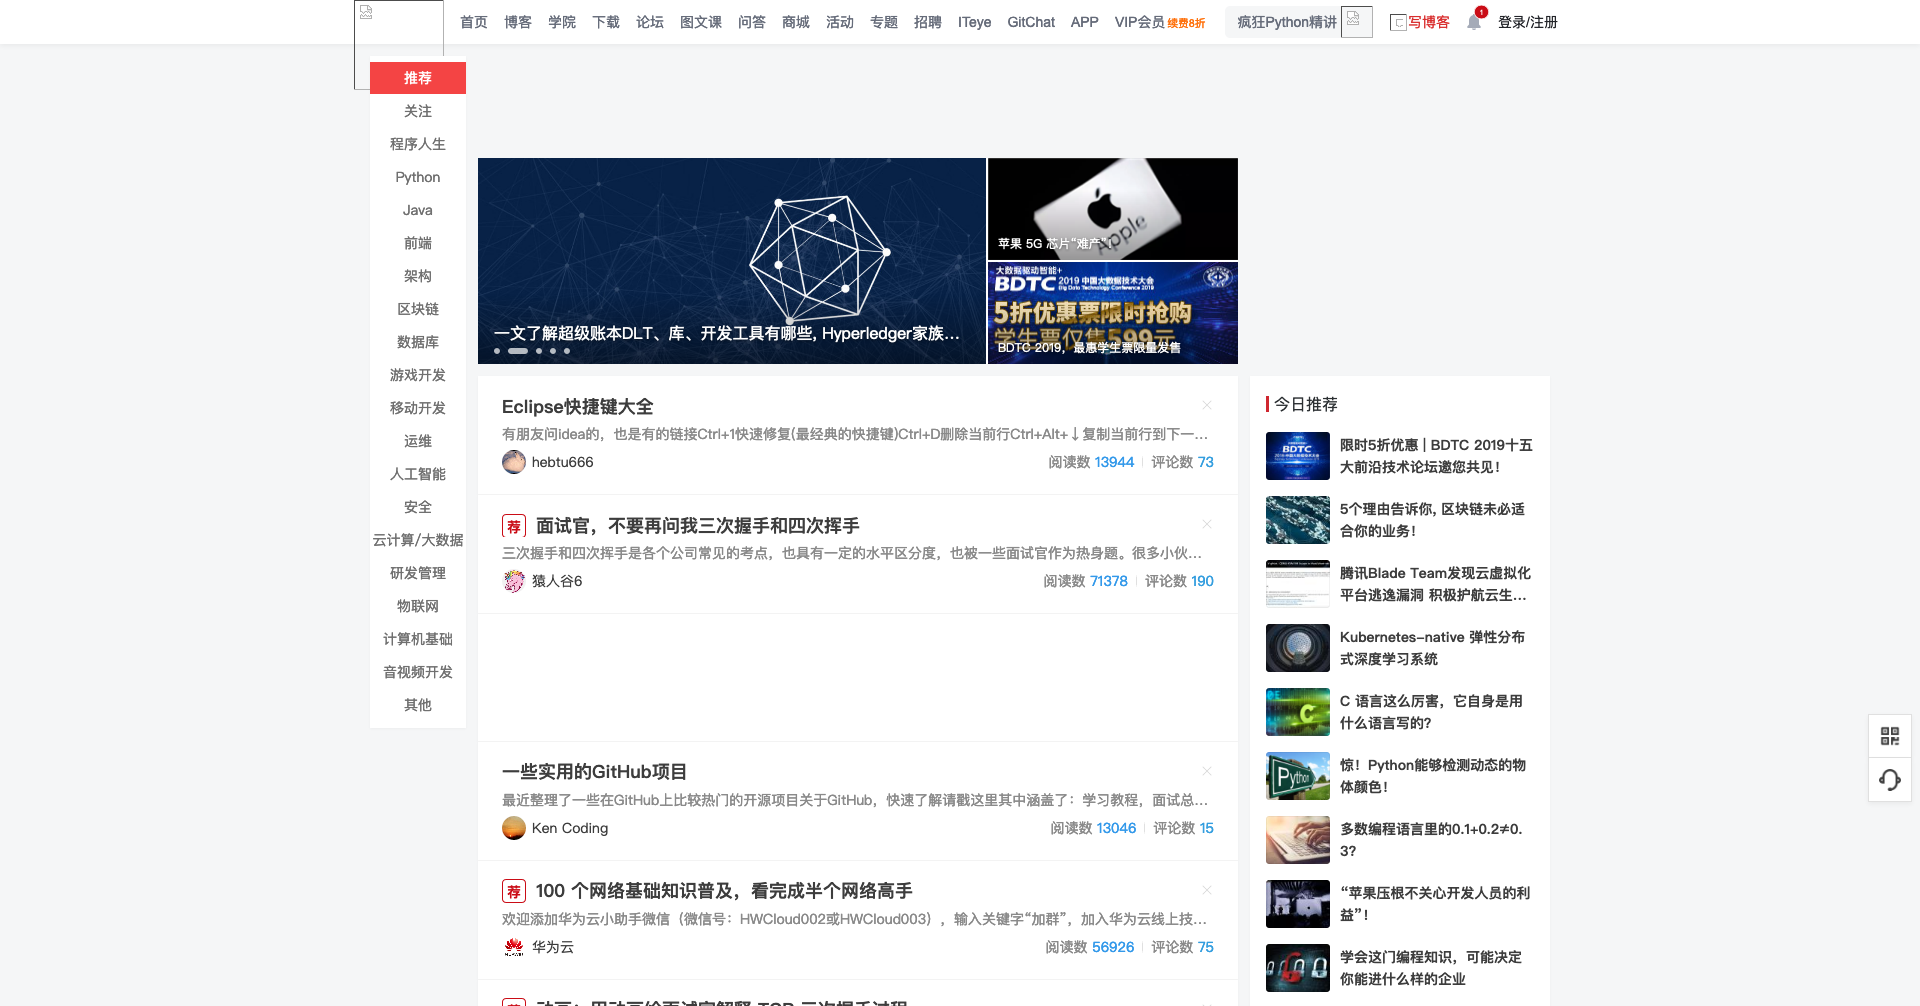 首页 博客 学院 下载 论坛 图文课 问答 商城 活动 专题 招聘 ITeye GitChat APP VIP会员 续费8折 疯狂Python精讲 写博客 1 登录/注册
推荐
关注
程序人生
Python
Java
前端
架构
区块链
数据库
游戏开发
移动开发
运维
人工智能
安全
云计算/大数据
研发管理
物联网
计算机基础
音视频开发
其他
一文了解超级账本DLT、库、开发工具有哪些, Hyperledger家族...
Apple
苹果 5G 芯片“难产”！
大数据驱动智能+
BDTC 2019 中国大数据技术大会
Big Data Technology Conference 2019
5折优惠票限时抢购
学生票仅售599元
BDTC 2019，最惠学生票限量发售
Eclipse快捷键大全
有朋友问idea的，也是有的链接Ctrl+1快速修复(最经典的快捷键)Ctrl+D删除当前行Ctrl+Alt+↓复制当前行到下一...
hebtu666 阅读数 13944 评论数 73
荐 面试官，不要再问我三次握手和四次挥手
三次握手和四次挥手是各个公司常见的考点，也具有一定的水平区分度，也被一些面试官作为热身题。很多小伙...
猿人谷6 阅读数 71378 评论数 190
一些实用的GitHub项目
最近整理了一些在GitHub上比较热门的开源项目关于GitHub，快速了解请戳这里其中涵盖了：学习教程，面试总...
Ken Coding 阅读数 13046 评论数 15
荐 100 个网络基础知识普及，看完成半个网络高手
欢迎添加华为云小助手微信（微信号：HWCloud002或HWCloud003），输入关键字“加群”，加入华为云线上技...
华为云 阅读数 56926 评论数 75
今日推荐
限时5折优惠 | BDTC 2019十五
大前沿技术论坛邀您共见！
5个理由告诉你, 区块链未必适
合你的业务！
腾讯Blade Team发现云虚拟化
平台逃逸漏洞 积极护航云生...
Kubernetes-native 弹性分布
式深度学习系统
C 语言这么厉害，它自身是用
什么语言写的?
惊！Python能够检测动态的物
体颜色！
多数编程语言里的0.1+0.2≠0.
3?
“苹果压根不关心开发人员的利
益”！
学会这门编程知识，可能决定
你能进什么样的企业